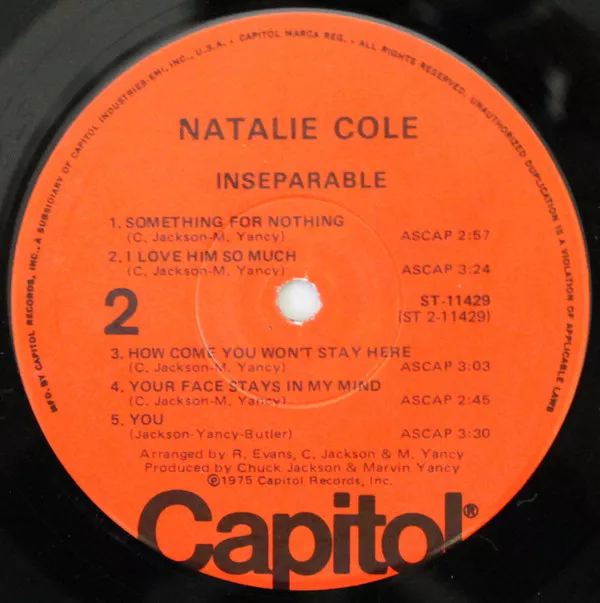 MFG. BY CAPITOL RECORDS, INC., A SUBSIDIARY OF CAPITOL INDUSTRIES-EMI, INC., U.S.A. • CAPITOL MARCA REG. • ALL RIGHTS RESERVED. UNAUTHORIZED DUPLICATION IS A VIOLATION OF APPLICABLE LAWS
NATALIE COLE
INSEPARABLE
1. SOMETHING FOR NOTHING
(C. Jackson-M. Yancy) ASCAP 2:57
2. I LOVE HIM SO MUCH
(C. Jackson-M. Yancy) ASCAP 3:24
2
ST-11429
(ST 2-11429)
3. HOW COME YOU WON'T STAY HERE
(C. Jackson-M. Yancy) ASCAP 3:03
4. YOUR FACE STAYS IN MY MIND
(C. Jackson-M. Yancy) ASCAP 2:45
5. YOU
(Jackson-Yancy-Butler) ASCAP 3:30
Arranged by R. Evans, C. Jackson & M. Yancy
Produced by Chuck Jackson & Marvin Yancy
℗1975 Capitol Records, Inc.
Capitol®